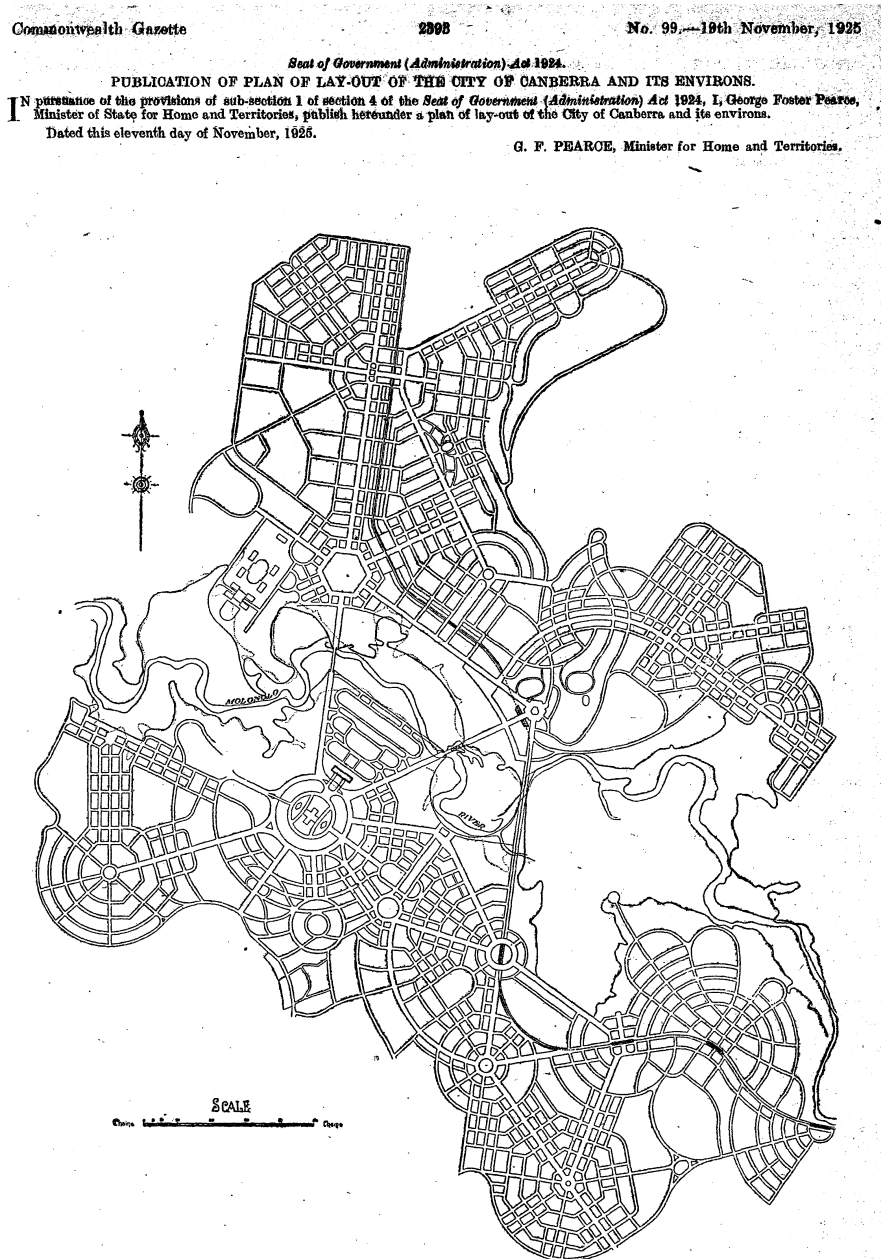 Commonwealth Gazette 2393 No. 99.—19th November, 1925
Seat of Government (Administration) Act 1924.
PUBLICATION OF PLAN OF LAY-OUT OF THE CITY OF CANBERRA AND ITS ENVIRONS.
IN pursuance of the provisions of sub-section 1 of section 4 of the Seat of Government (Administration) Act 1924, I, George Foster Pearce,
Minister of State for Home and Territories, publish hereunder a plan of lay-out of the City of Canberra and its environs.
Dated this eleventh day of November, 1925.
G. F. PEARCE, Minister for Home and Territories.
MOLONGLO
RIVER
SCALE
Chains Chains